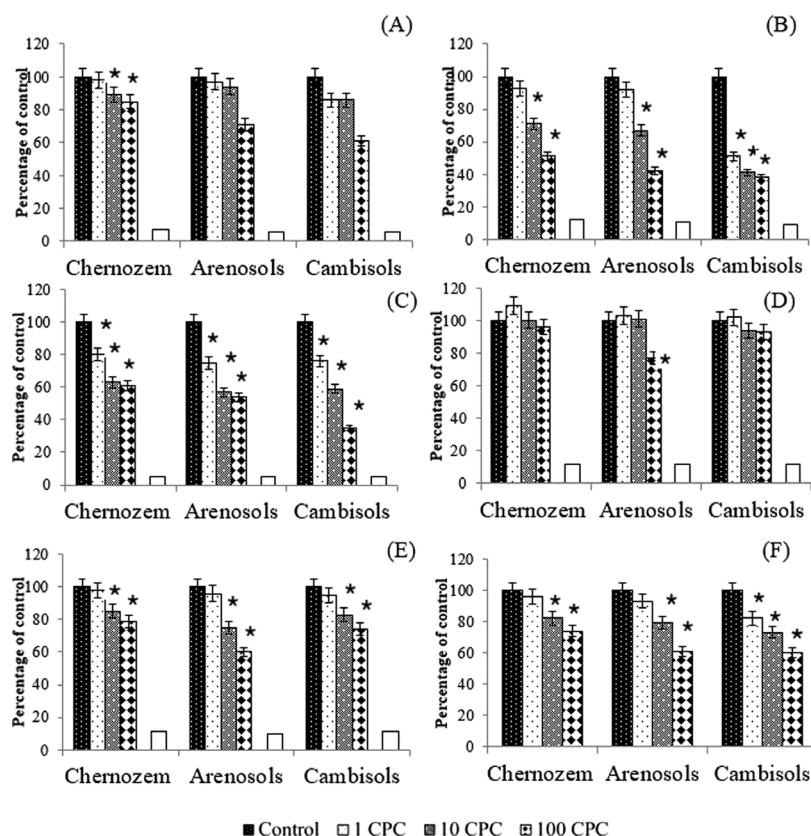 (A)
Percentage of control
120
100
80
60
40
20
0
* *
Chernozem Arenosols Cambisols
(B)
Percentage of control
120
100
80
60
40
20
0
* * * * * * *
Chernozem Arenosols Cambisols
(C)
Percentage of control
120
100
80
60
40
20
0
* * * * * * * * *
Chernozem Arenosols Cambisols
(D)
Percentage of control
120
100
80
60
40
20
0
*
Chernozem Arenosols Cambisols
(E)
Percentage of control
120
100
80
60
40
20
0
* * * * * *
Chernozem Arenosols Cambisols
(F)
Percentage of control
120
100
80
60
40
20
0
* * * * * * *
Chernozem Arenosols Cambisols
Control 1 CPC 10 CPC 100 CPC